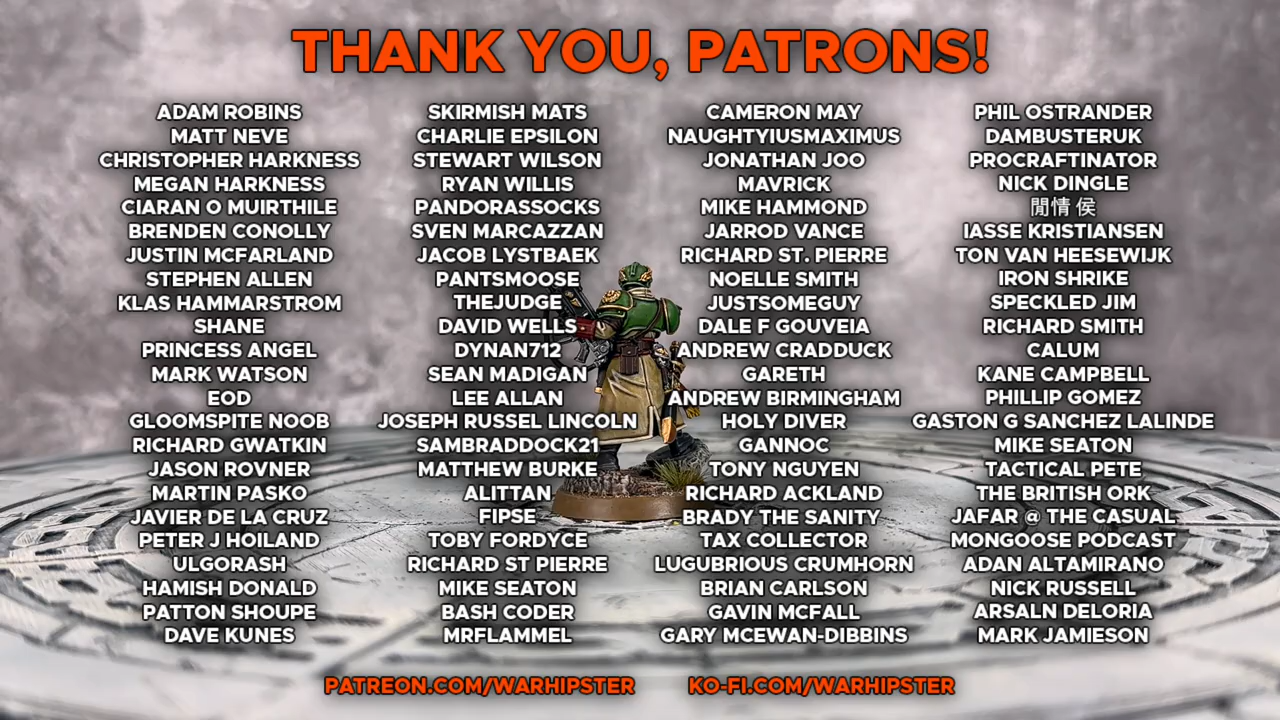 THANK YOU, PATRONS!
ADAM ROBINS
MATT NEVE
CHRISTOPHER HARKNESS
MEGAN HARKNESS
CIARAN O MUIRTHILE
BRENDEN CONOLLY
JUSTIN MCFARLAND
STEPHEN ALLEN
KLAS HAMMARSTROM
SHANE
PRINCESS ANGEL
MARK WATSON
EOD
GLOOMSPITE NOOB
RICHARD GWATKIN
JASON ROVNER
MARTIN PASKO
JAVIER DE LA CRUZ
PETER J HOILAND
ULGORASH
HAMISH DONALD
PATTON SHOUPE
DAVE KUNES
SKIRMISH MATS
CHARLIE EPSILON
STEWART WILSON
RYAN WILLIS
PANDORASSOCKS
SVEN MARCAZZAN
JACOB LYSTBAEK
PANTSMOOSE
THEJUDGE
DAVID WELLS
DYNAN712
SEAN MADIGAN
LEE ALLAN
JOSEPH RUSSEL LINCOLN
SAMBRADDOCK21
MATTHEW BURKE
ALITTAN
FIPSE
TOBY FORDYCE
RICHARD ST PIERRE
MIKE SEATON
BASH CODER
MRFLAMMEL
CAMERON MAY
NAUGHTYIUSMAXIMUS
JONATHAN JOO
MAVRICK
MIKE HAMMOND
JARROD VANCE
RICHARD ST. PIERRE
NOELLE SMITH
JUSTSOMEGUY
DALE F GOUVEIA
ANDREW CRADDUCK
GARETH
ANDREW BIRMINGHAM
HOLY DIVER
GANNOC
TONY NGUYEN
RICHARD ACKLAND
BRADY THE SANITY
TAX COLLECTOR
LUGUBRIOUS CRUMHORN
BRIAN CARLSON
GAVIN MCFALL
GARY MCEWAN-DIBBINS
PHIL OSTRANDER
DAMBUSTERUK
PROCRAFTINATOR
NICK DINGLE
閒情 侯
IASSE KRISTIANSEN
TON VAN HEESEWIJK
IRON SHRIKE
SPECKLED JIM
RICHARD SMITH
CALUM
KANE CAMPBELL
PHILLIP GOMEZ
GASTON G SANCHEZ LALINDE
MIKE SEATON
TACTICAL PETE
THE BRITISH ORK
JAFAR @ THE CASUAL
MONGOOSE PODCAST
ADAN ALTAMIRANO
NICK RUSSELL
ARSALN DELORIA
MARK JAMIESON
PATREON.COM/WARHIPSTER
KO-FI.COM/WARHIPSTER